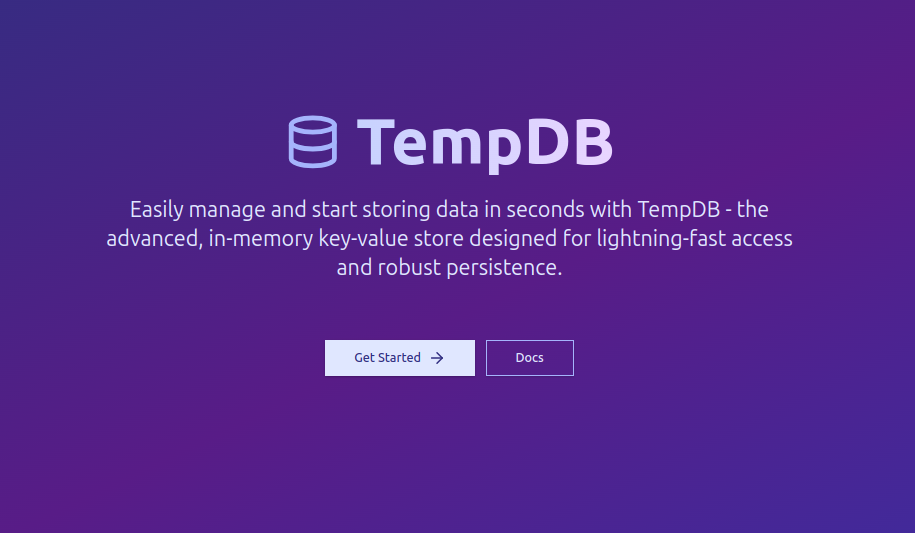 TempDB
Easily manage and start storing data in seconds with TempDB - the
advanced, in-memory key-value store designed for lightning-fast access
and robust persistence.
Get Started
Docs